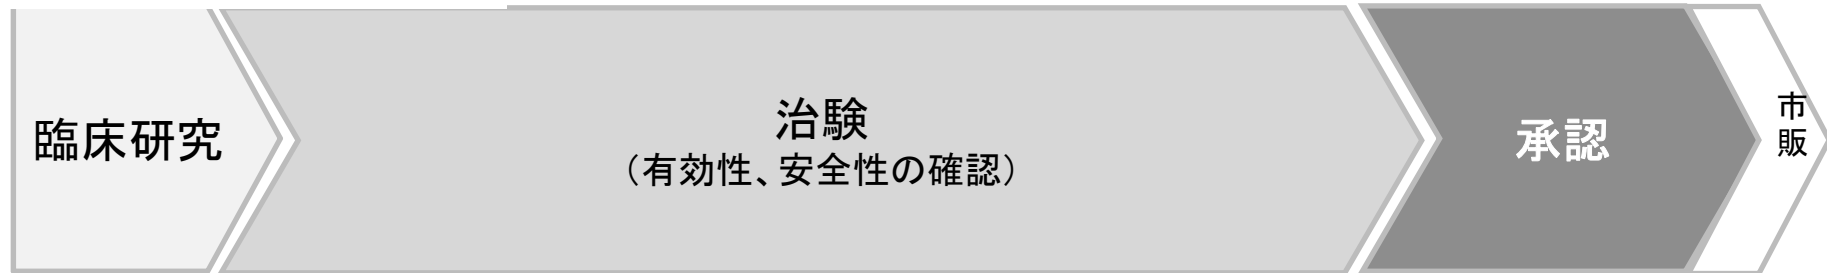 臨床研究
治験
（有効性、安全性の確認）
承認
市
販